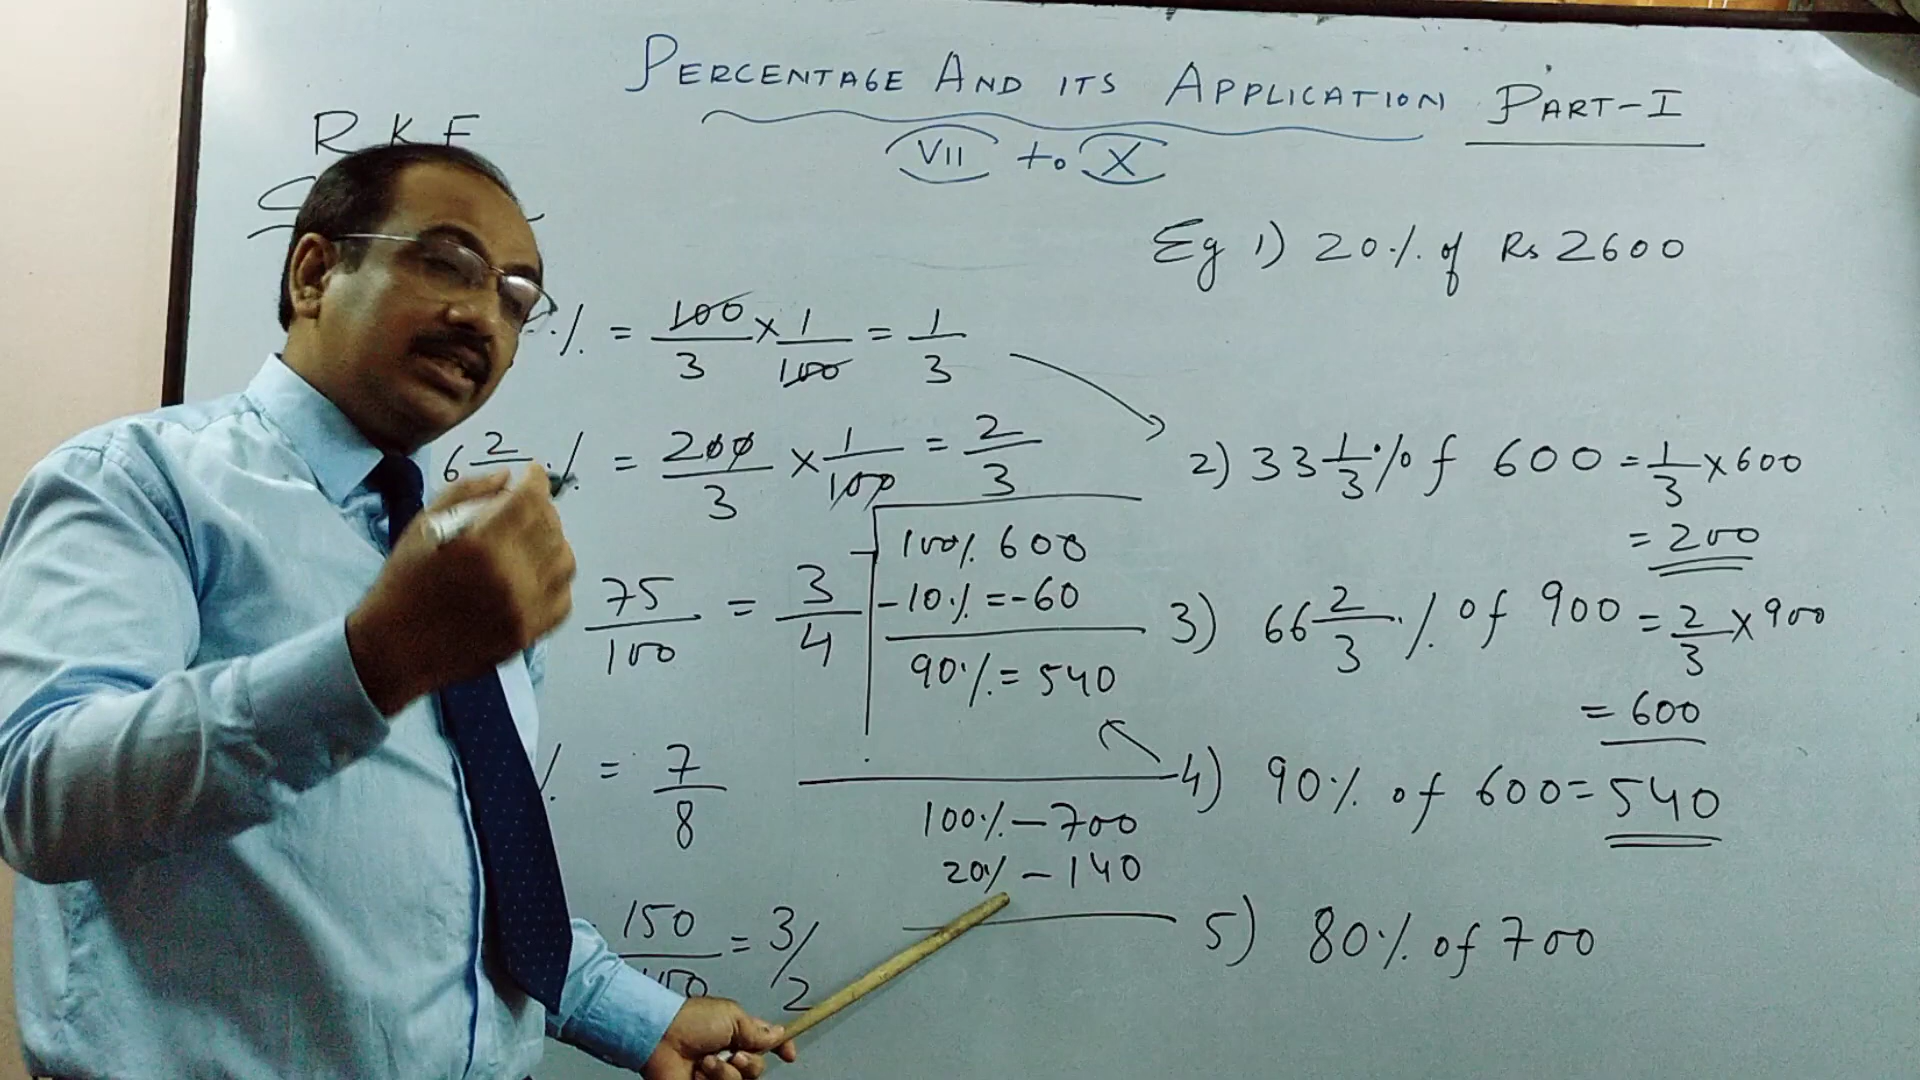 PERCENTAGE AND ITS APPLICATION PART-I
VII to X
R K F
Eg 1) 20% of Rs 2600
% = 100/3 × 1/100 = 1/3
6 2/ % = 200/3 × 1/100 = 2/3
75/100 = 3/4
% = 7/8
150/100 = 3/2
100% 600
-10% = -60
90% = 540
100% - 700
20% - 140
2) 33 1/3 % of 600 = 1/3 × 600
= 200
3) 66 2/3 % of 900 = 2/3 × 900
= 600
4) 90% of 600 = 540
5) 80% of 700